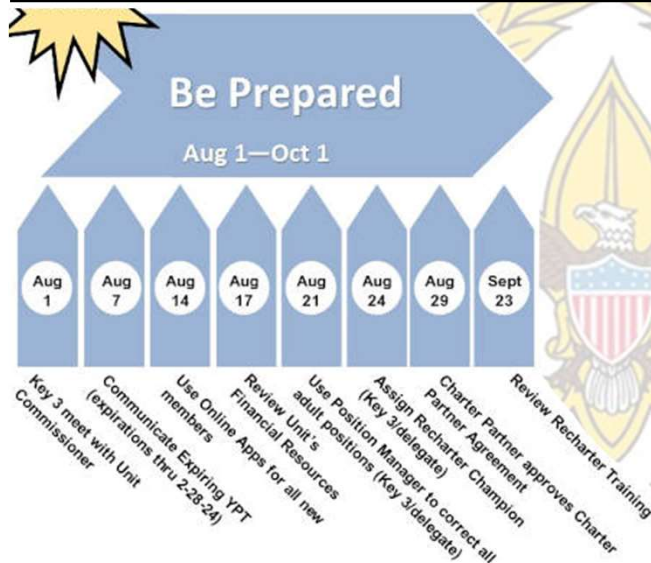 Be Prepared
Aug 1—Oct 1
Aug
1
Aug
7
Aug
14
Aug
17
Aug
21
Aug
24
Aug
29
Sept
23
Key 3 meet with Unit
Commissioner
Communicate Expiring YPT
(expirations thru 2-28-24)
Use Online Apps for all new
members
Review Unit's
Financial Resources
Use Position Manager to correct all
adult positions (Key 3/delegate)
Assign Recharter Champion
(Key 3/delegate)
Charter Partner approves Charter
Partner Agreement
Review Recharter Training